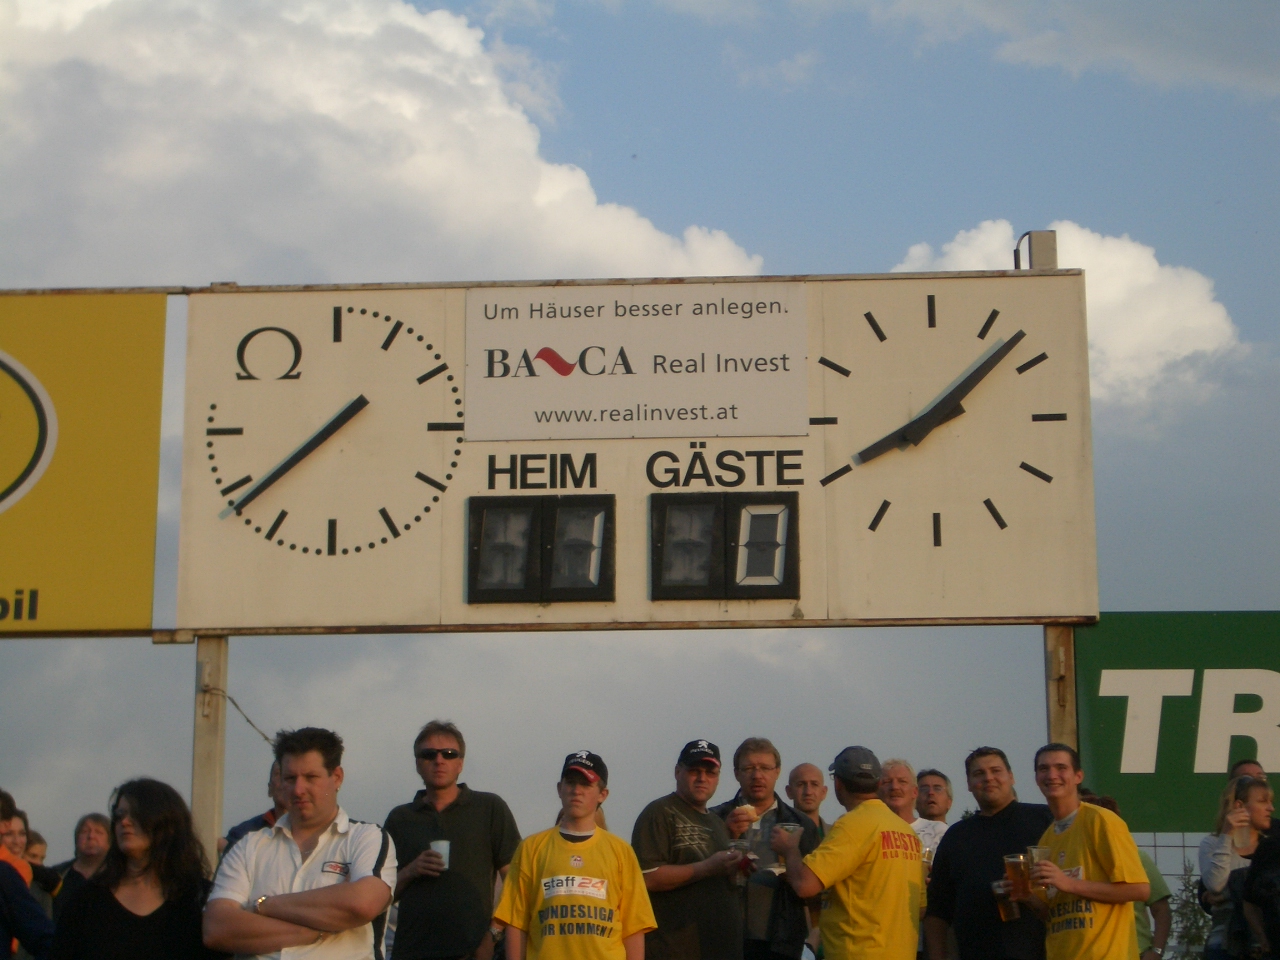 Ω
Um Häuser besser anlegen.
BA CA Real Invest
www.realinvest.at
HEIM GÄSTE
1 0
TR
staff 24
BUNDESLIGA
WIR KOMMEN!